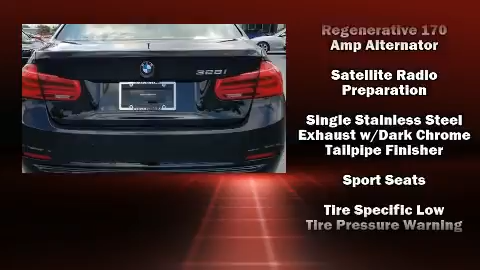 328i
Regenerative 170
Amp Alternator
Satellite Radio
Preparation
Single Stainless Steel
Exhaust w/Dark Chrome
Tailpipe Finisher
Sport Seats
Tire Specific Low
Tire Pressure Warning